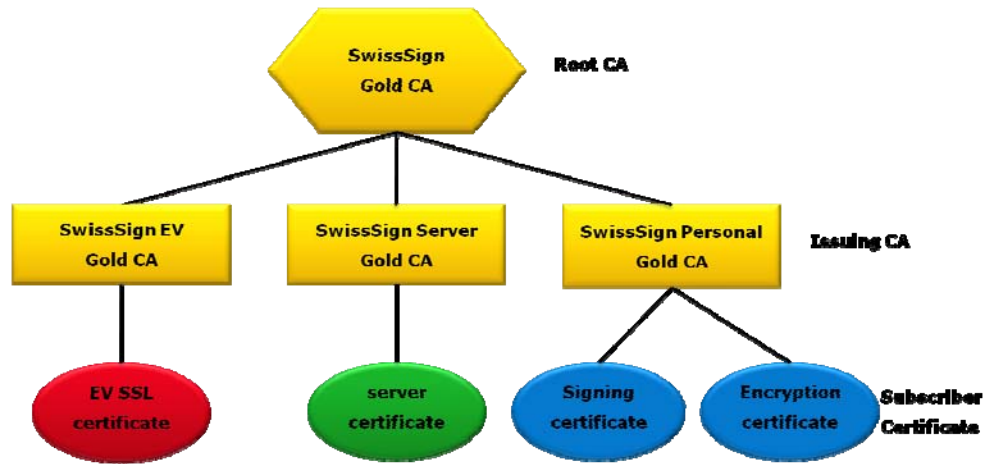 SwissSign
Gold CA
Root CA
SwissSign EV
Gold CA
SwissSign Server
Gold CA
SwissSign Personal
Gold CA
Issuing CA
EV SSL
certificate
server
certificate
Signing
certificate
Encryption
certificate
Subscriber
Certificate